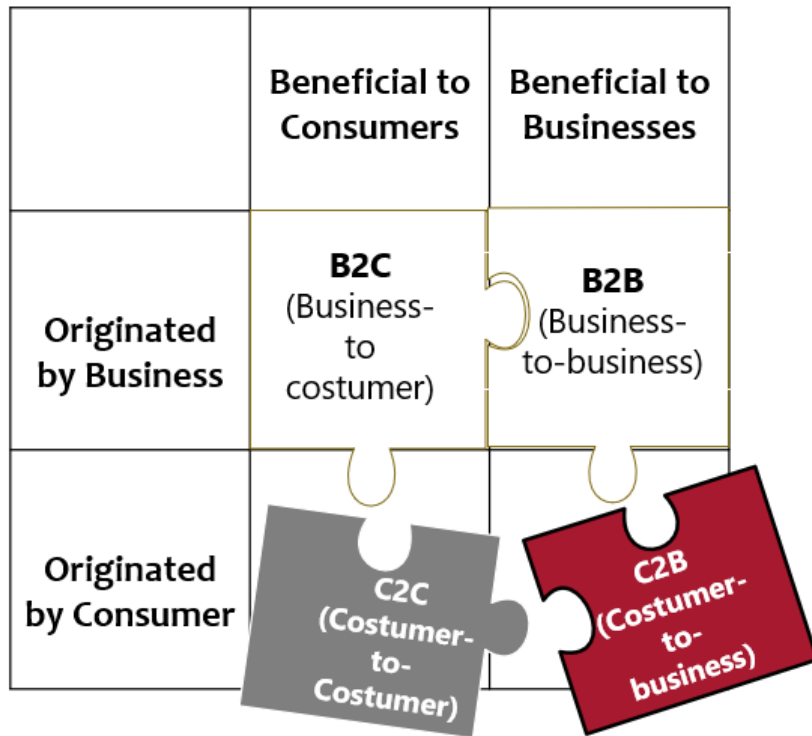 Beneficial to
Consumers
Beneficial to
Businesses
Originated
by Business
B2C
(Business-
to
costumer)
B2B
(Business-
to-business)
Originated
by Consumer
C2C
(Costumer-
to-
Costumer)
C2B
(Costumer-
to-
business)